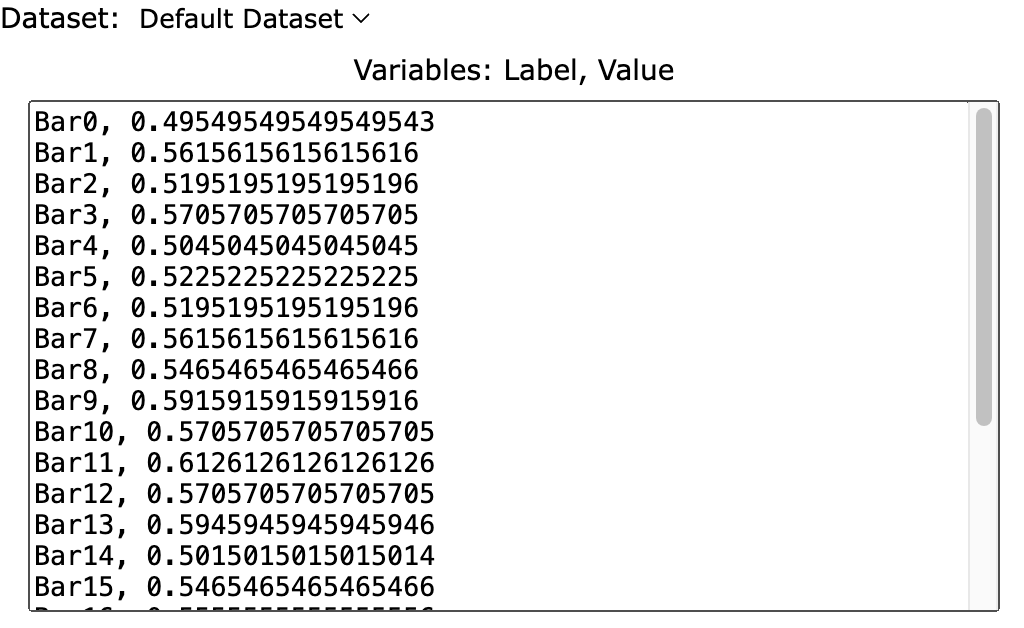 Dataset: Default Dataset
Variables: Label, Value
Bar0, 0.49549549549549543
Bar1, 0.5615615615615616
Bar2, 0.5195195195195196
Bar3, 0.5705705705705705
Bar4, 0.5045045045045045
Bar5, 0.5225225225225225
Bar6, 0.5195195195195196
Bar7, 0.5615615615615616
Bar8, 0.5465465465465466
Bar9, 0.5915915915915916
Bar10, 0.5705705705705705
Bar11, 0.6126126126126126
Bar12, 0.5705705705705705
Bar13, 0.5945945945945946
Bar14, 0.5015015015015014
Bar15, 0.5465465465465466